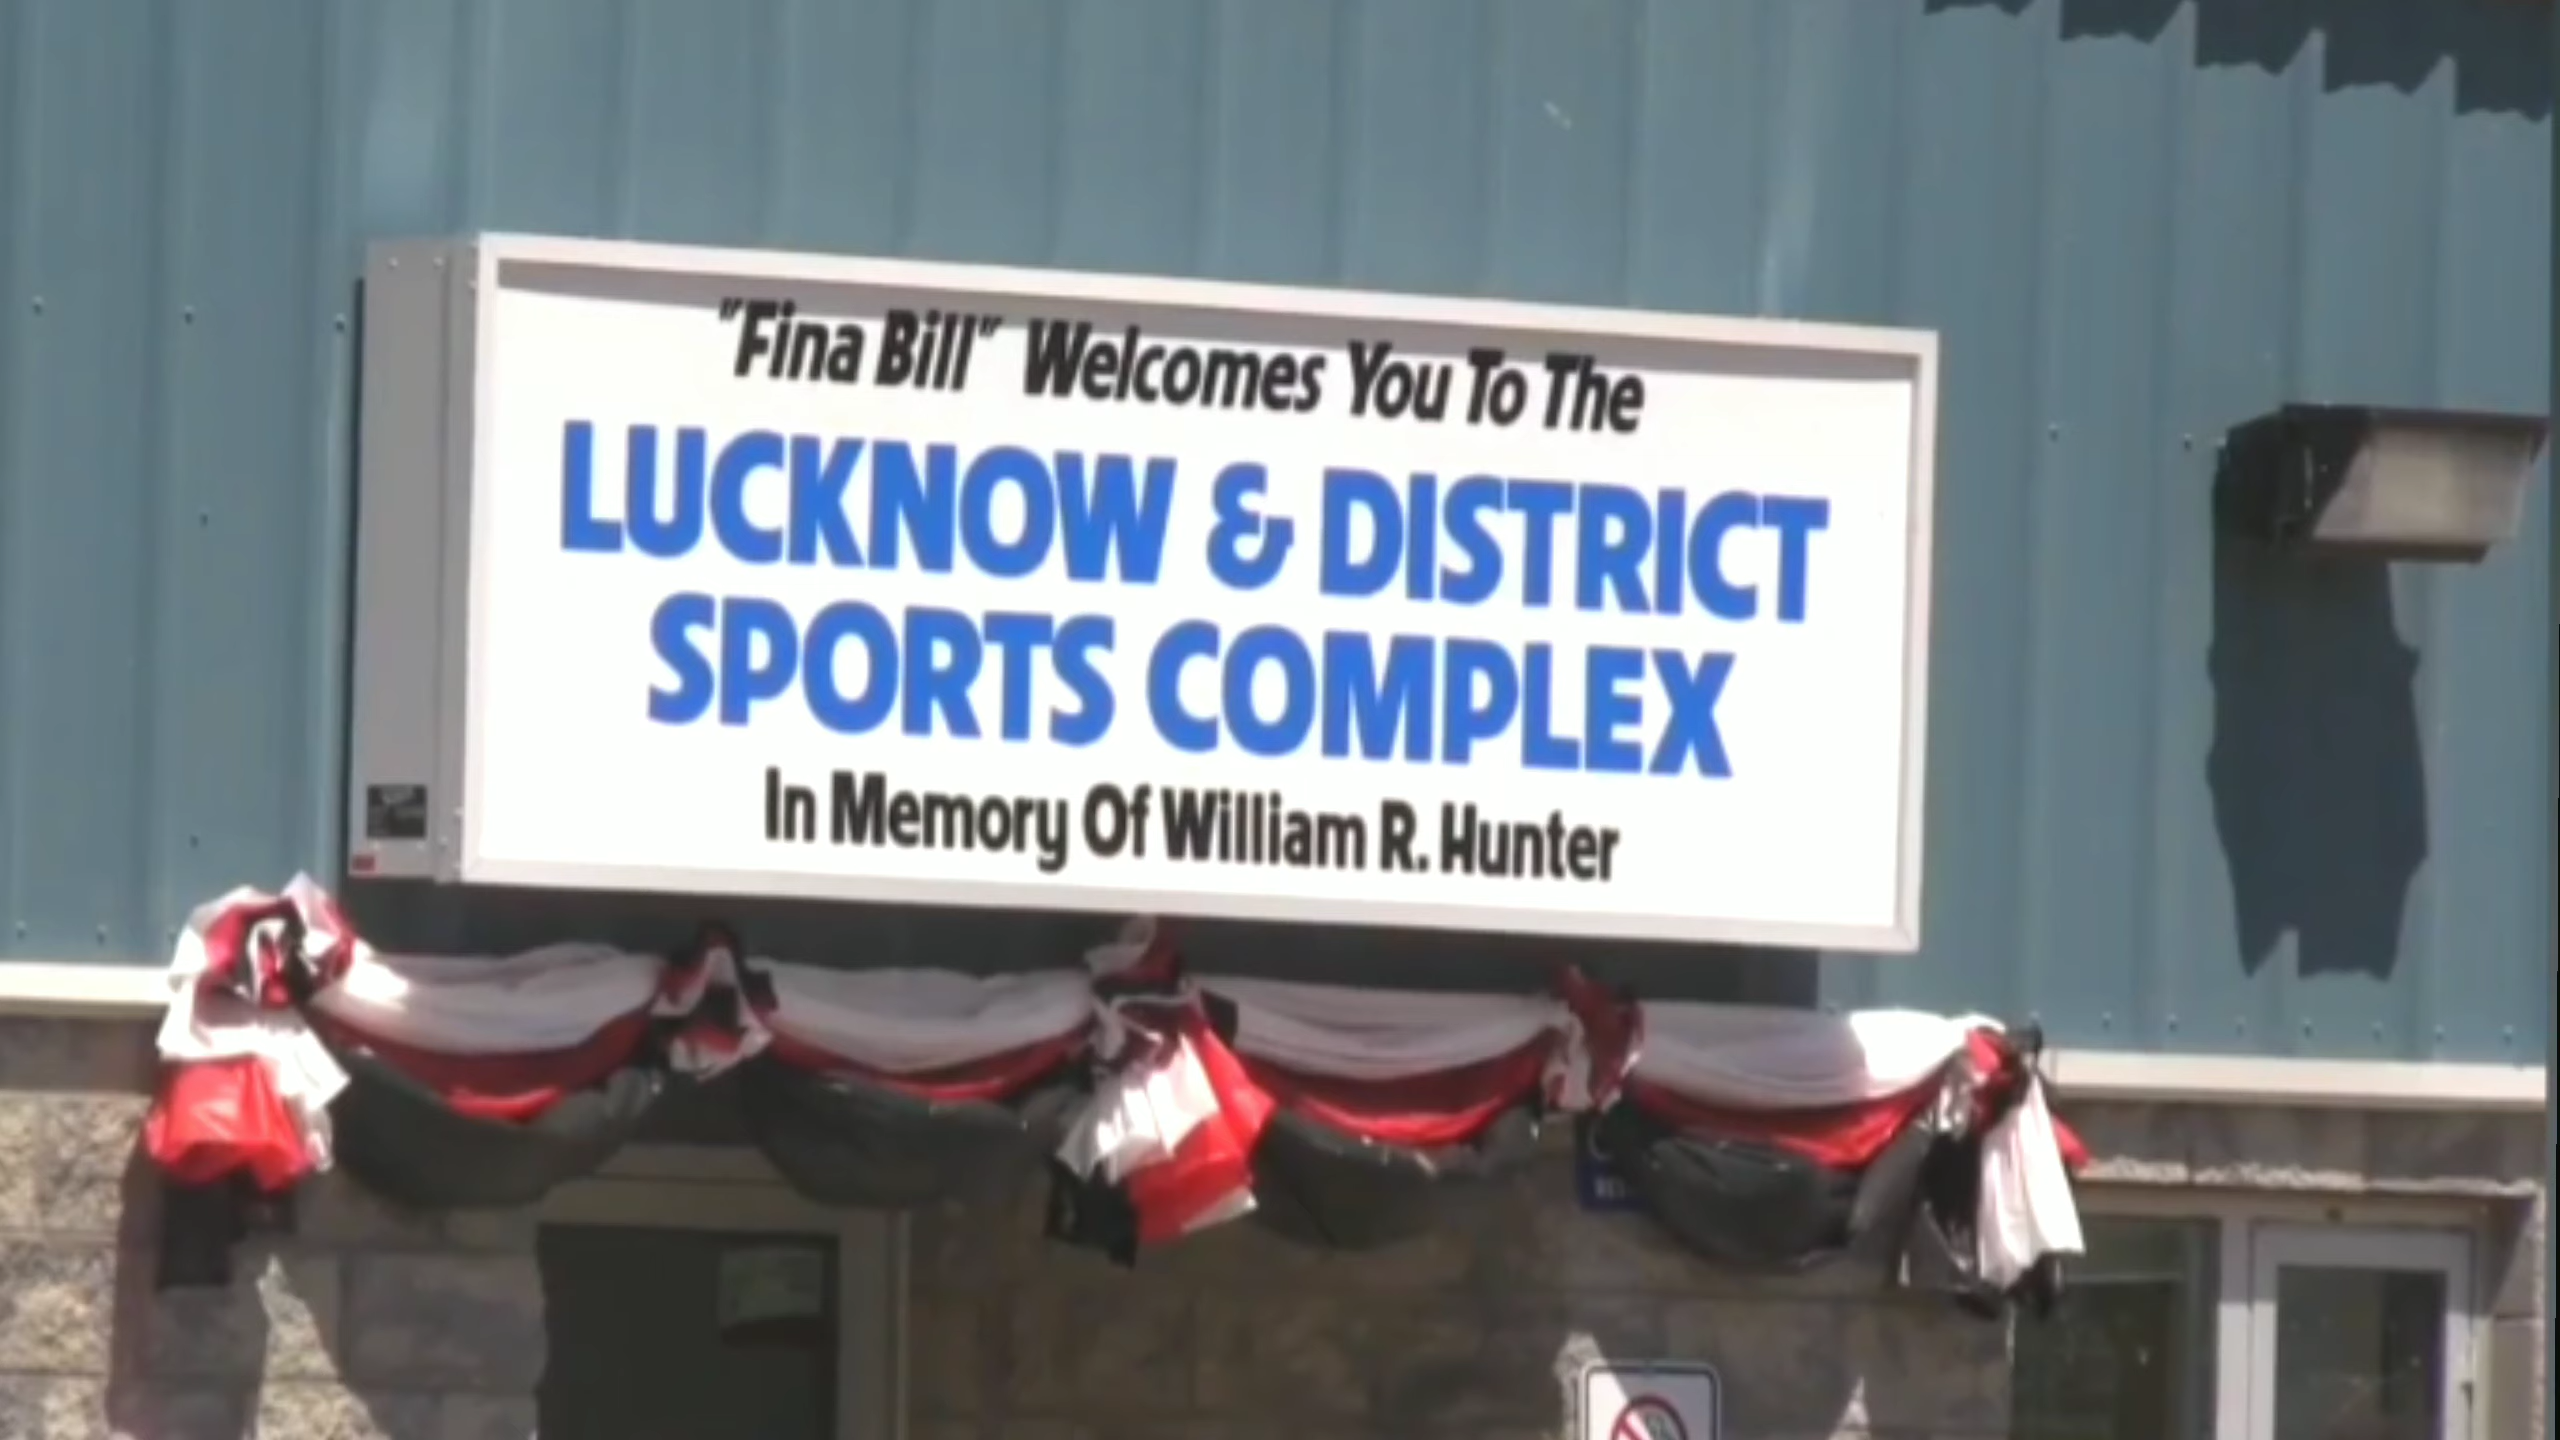 "Fina Bill" Welcomes You To The
LUCKNOW & DISTRICT
SPORTS COMPLEX
In Memory Of William R. Hunter